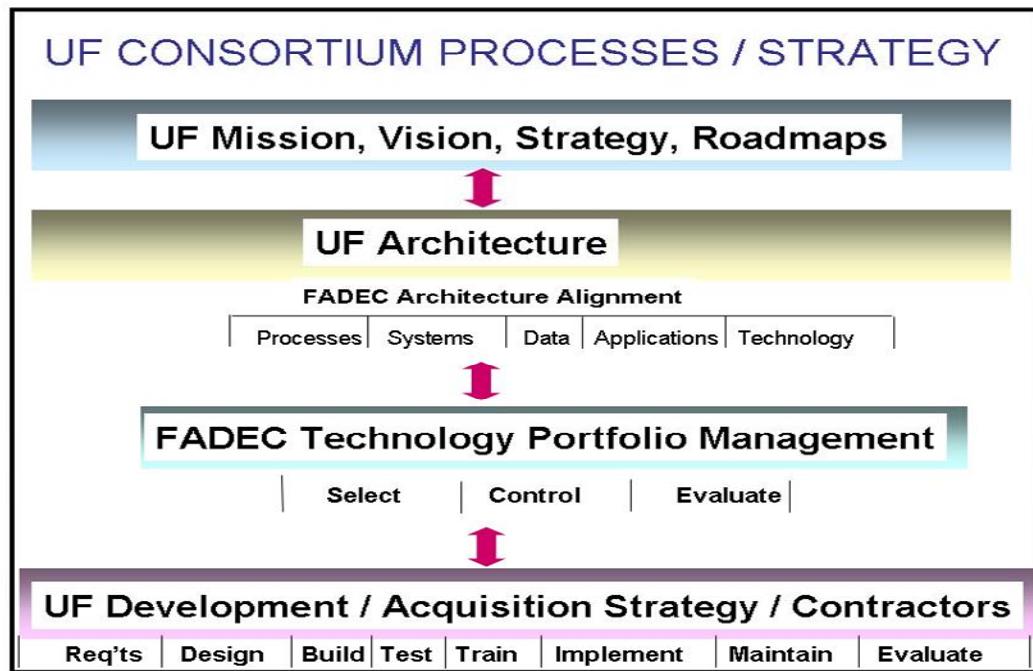 UF CONSORTIUM PROCESSES / STRATEGY
UF Mission, Vision, Strategy, Roadmaps
UF Architecture
FADEC Architecture Alignment
Processes Systems Data Applications Technology
FADEC Technology Portfolio Management
Select Control Evaluate
UF Development / Acquisition Strategy / Contractors
Req'ts Design Build Test Train Implement Maintain Evaluate